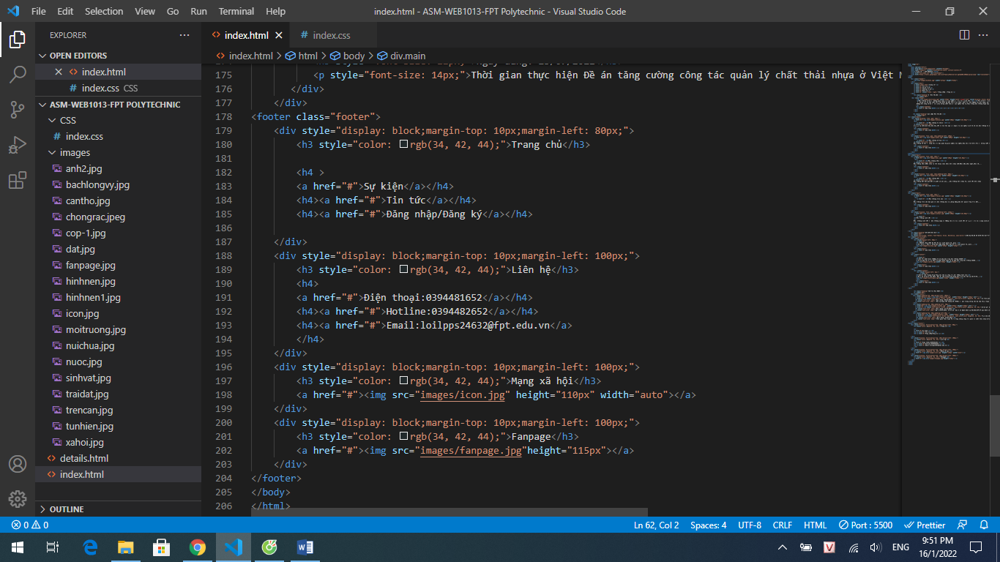 File Edit Selection View Go Run Terminal Help index.html - ASM-WEB1013-FPT Polytechnic - Visual Studio Code
EXPLORER
OPEN EDITORS
index.html
index.css CSS
ASM-WEB1013-FPT POLYTECHNIC
CSS
index.css
images
anh2.jpg
bachlongvy.jpg
cantho.jpg
chongrac.jpeg
cop-1.jpg
dat.jpg
fanpage.jpg
hinhnen.jpg
hinhnen1.jpg
icon.jpg
moitruong.jpg
nuichua.jpg
nuoc.jpg
sinhvat.jpg
traidat.jpg
trencan.jpg
tunhien.jpg
xahoi.jpg
details.html
index.html
OUTLINE
index.html index.css
index.html > html > body > div.main
175 <p style="font-size: 14px;">Thời gian thực hiện Đề án tăng cường công tác quản lý chất thải nhựa ở Việt
176 </div>
177 </div>
178 <footer class="footer">
179 <div style="display: block;margin-top: 10px;margin-left: 80px;">
180 <h3 style="color: rgb(34, 42, 44);">Trang chủ</h3>
181
182 <h4 >
183 <a href="#">Sự kiện</a></h4>
184 <h4><a href="#">Tin tức</a></h4>
185 <h4><a href="#">Đăng nhập/Đăng ký</a></h4>
186
187 </div>
188 <div style="display: block;margin-top: 10px;margin-left: 100px;">
189 <h3 style="color: rgb(34, 42, 44);">Liên hệ</h3>
190 <h4>
191 <a href="#">Điện thoại:0394481652</a></h4>
192 <h4><a href="#">Hotline:0394482652</a></h4>
193 <h4><a href="#">Email:loilpps24632@fpt.edu.vn</a>
194 </h4>
195 </div>
196 <div style="display: block;margin-top: 10px;margin-left: 100px;">
197 <h3 style="color: rgb(34, 42, 44);">Mạng xã hội</h3>
198 <a href="#"><img src="images/icon.jpg" height="110px" width="auto"></a>
199 </div>
200 <div style="display: block;margin-top: 10px;margin-left: 100px;">
201 <h3 style="color: rgb(34, 42, 44);">Fanpage</h3>
202 <a href="#"><img src="images/fanpage.jpg"height="115px"></a>
203 </div>
204 </footer>
205 </body>
206 </html>
0 0 Ln 62, Col 2 Spaces: 4 UTF-8 CRLF HTML Port : 5500 Prettier
ENG
9:51 PM
16/1/2022